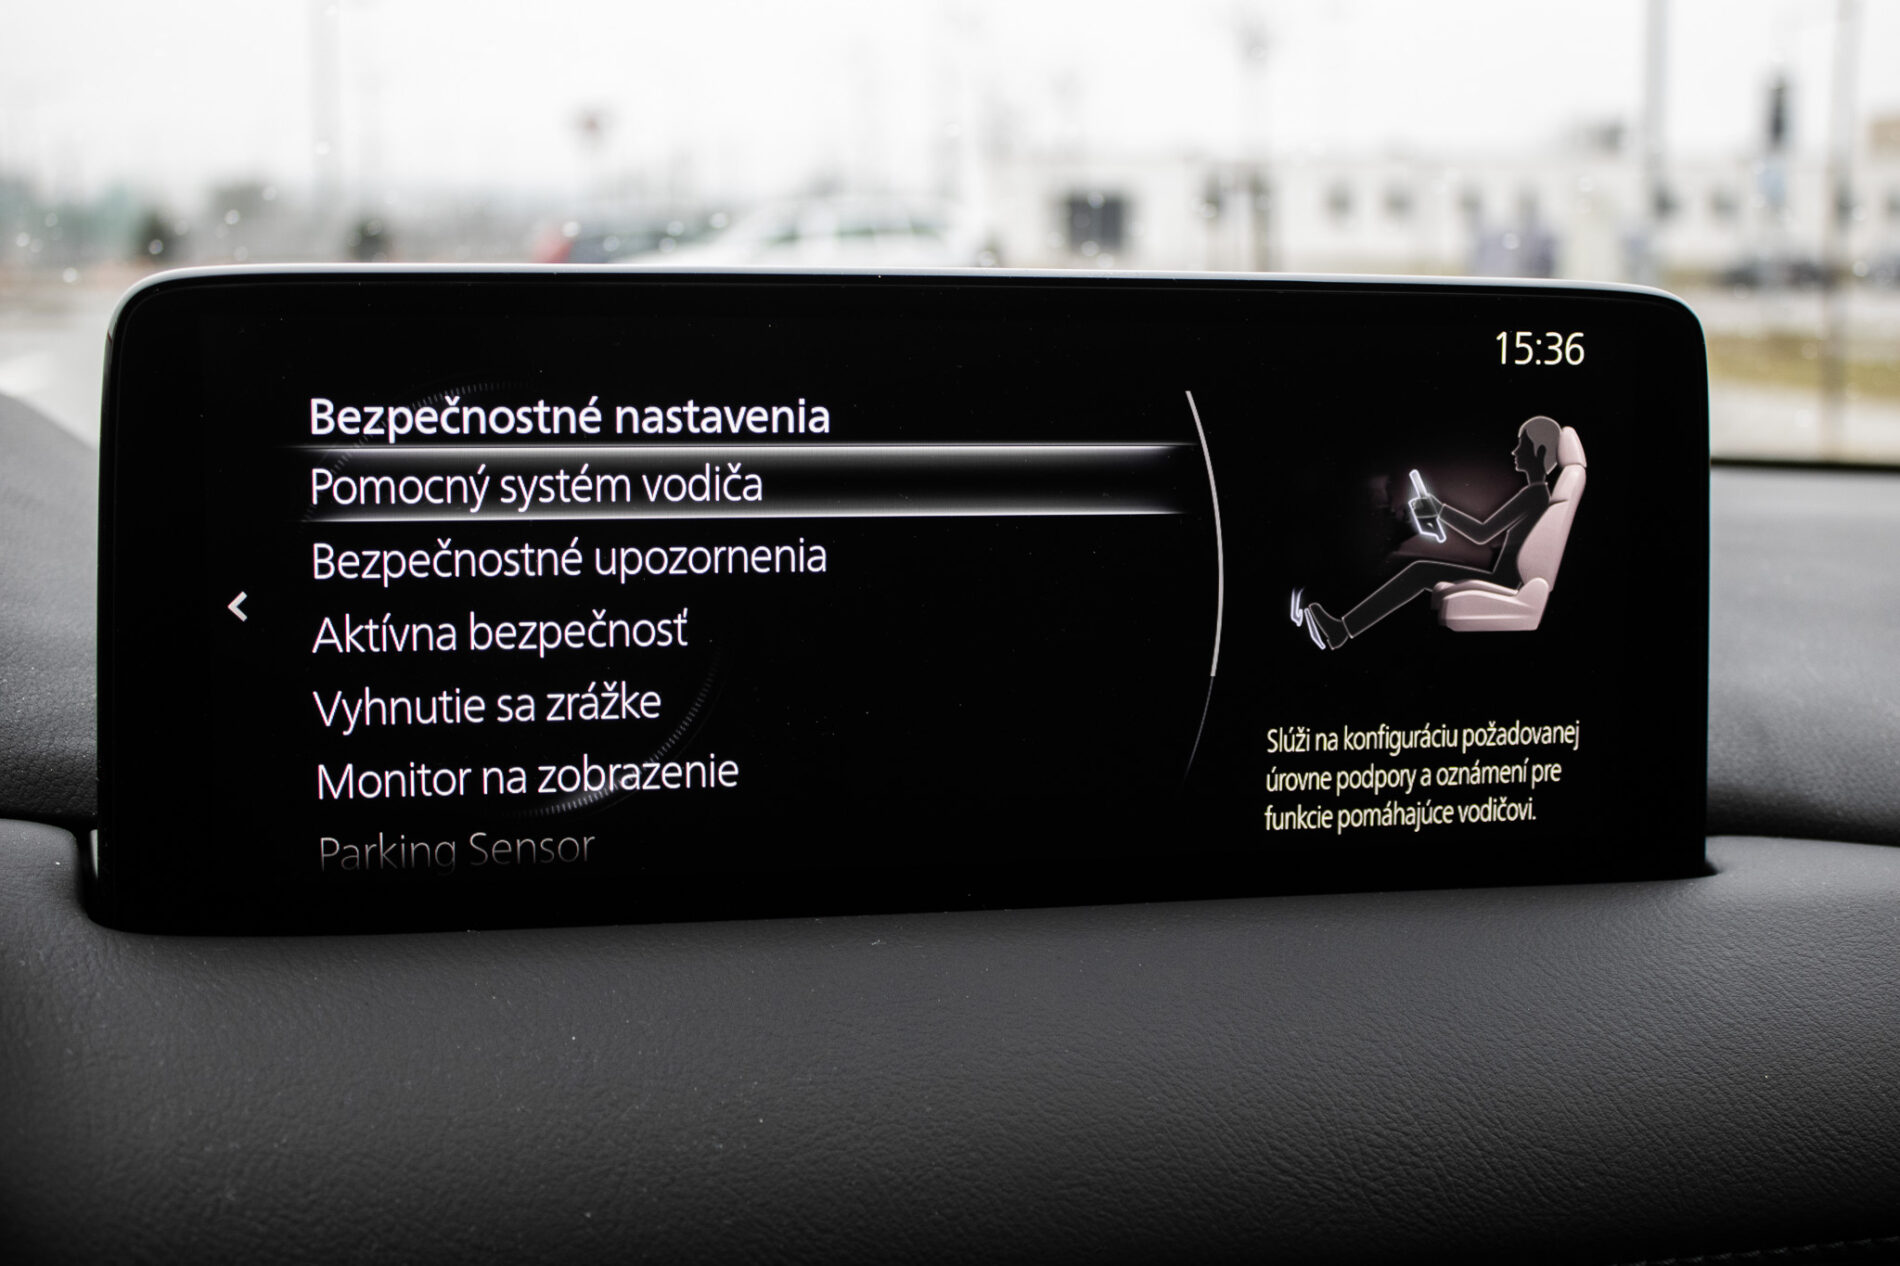 15:36
Bezpečnostné nastavenia
Pomocný systém vodiča
Bezpečnostné upozornenia
Aktívna bezpečnosť
Vyhnutie sa zrážke
Monitor na zobrazenie
Parking Sensor
Slúži na konfiguráciu požadovanej
úrovne podpory a oznámení pre
funkcie pomáhajúce vodičovi.